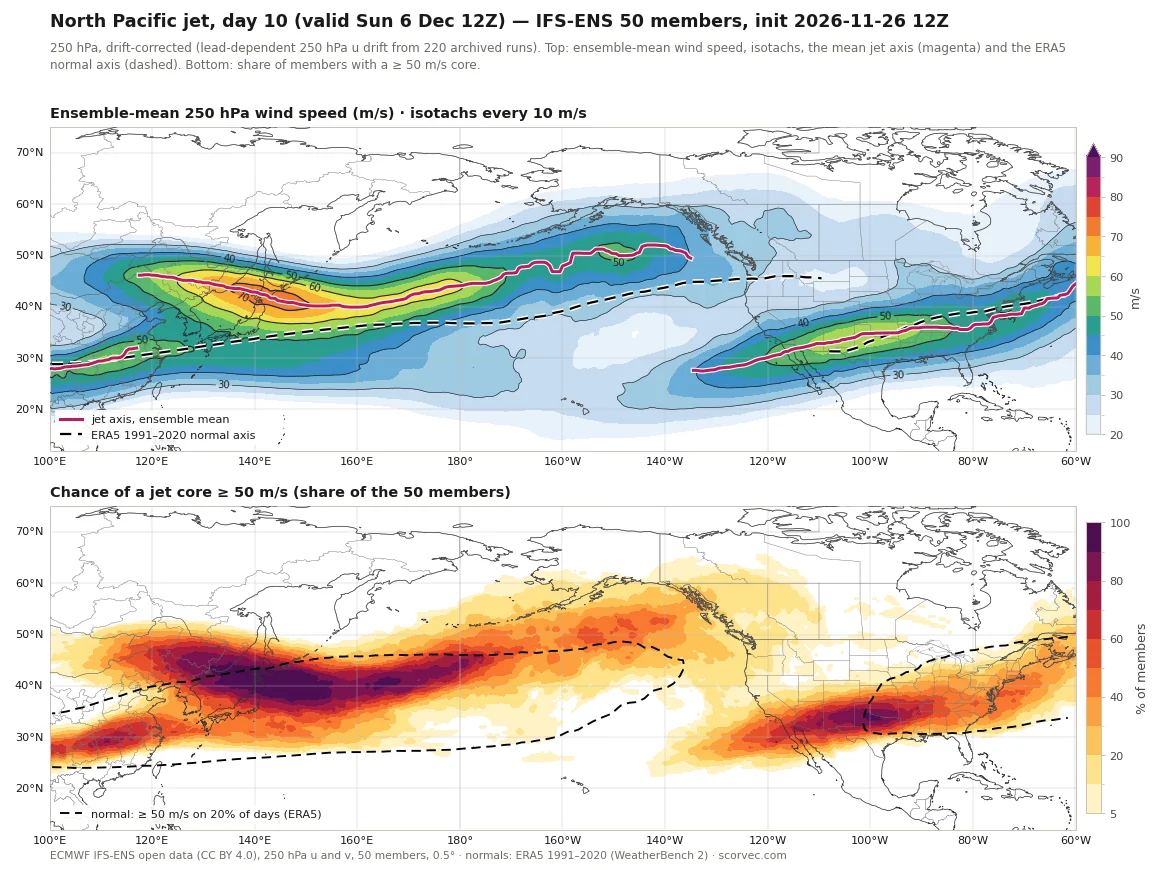 North Pacific jet, day 10 (valid Sun 6 Dec 12Z) — IFS-ENS 50 members, init 2026-11-26 12Z
250 hPa, drift-corrected (lead-dependent 250 hPa u drift from 220 archived runs). Top: ensemble-mean wind speed, isotachs, the mean jet axis (magenta) and the ERA5
normal axis (dashed). Bottom: share of members with a ≥ 50 m/s core.
Ensemble-mean 250 hPa wind speed (m/s) · isotachs every 10 m/s
70°N
60°N
50°N
40°N
30°N
20°N
40
50
60
70
30
50
30
50
40
50
30
jet axis, ensemble mean
ERA5 1991–2020 normal axis
100°E 120°E 140°E 160°E 180° 160°W 140°W 120°W 100°W 80°W 60°W
90
80
70
60
50
40
30
20
m/s
Chance of a jet core ≥ 50 m/s (share of the 50 members)
70°N
60°N
50°N
40°N
30°N
20°N
normal: ≥ 50 m/s on 20% of days (ERA5)
100°E 120°E 140°E 160°E 180° 160°W 140°W 120°W 100°W 80°W 60°W
100
80
60
40
20
5
% of members
ECMWF IFS-ENS open data (CC BY 4.0), 250 hPa u and v, 50 members, 0.5° · normals: ERA5 1991–2020 (WeatherBench 2) · scorvec.com